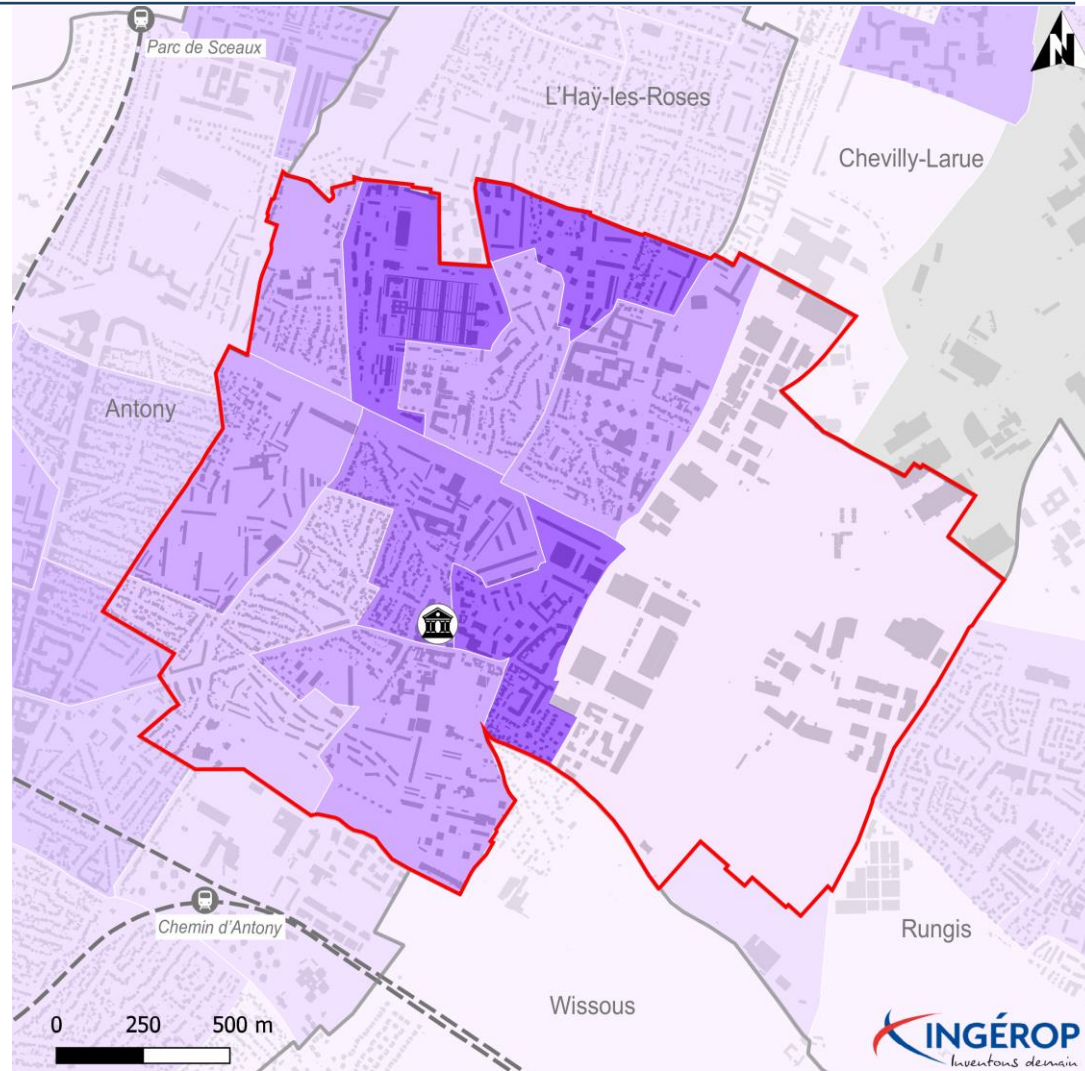 Parc de Sceaux
N
L'Haÿ-les-Roses
Chevilly-Larue
Antony
Chemin d'Antony
Rungis
Wissous
0 250 500 m
INGÉROP
Inventons demain